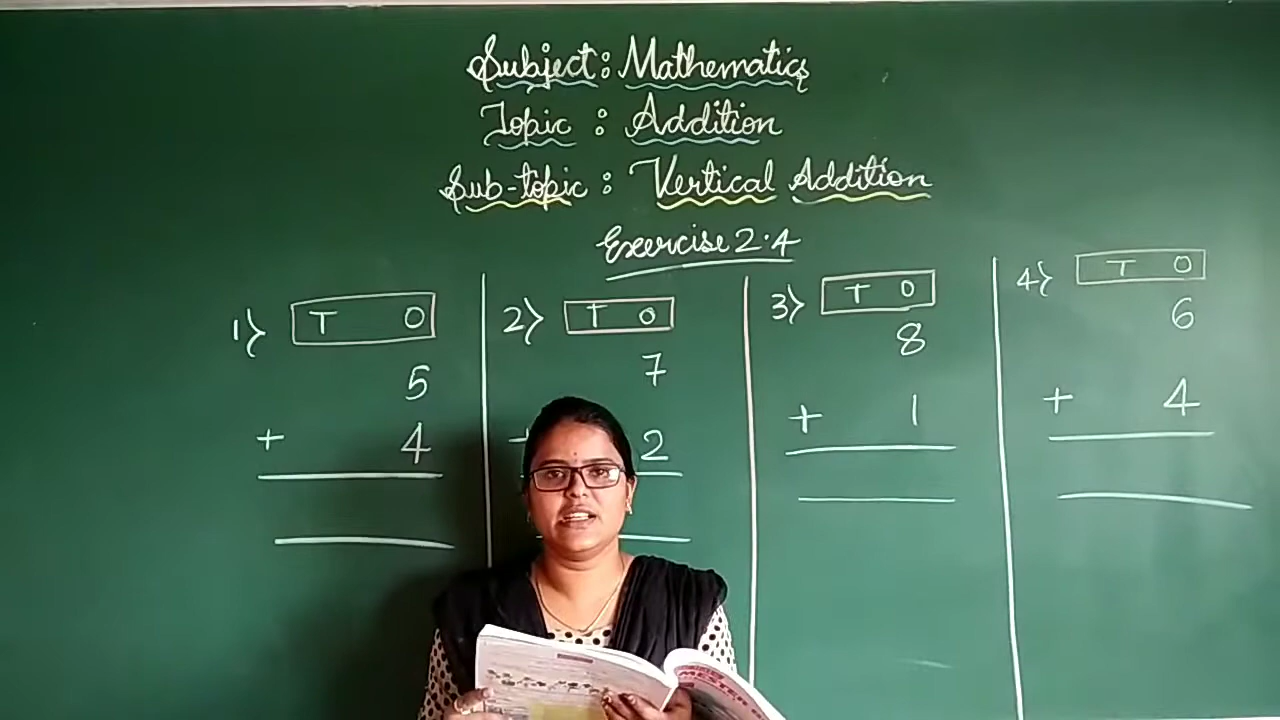 Subject: Mathematics
Topic : Addition
Sub-topic : Vertical Addition
Exercise 2.4
1) T O
5
+ 4
2) T O
7
+ 2
3) T O
8
+ 1
4) T O
6
+ 4